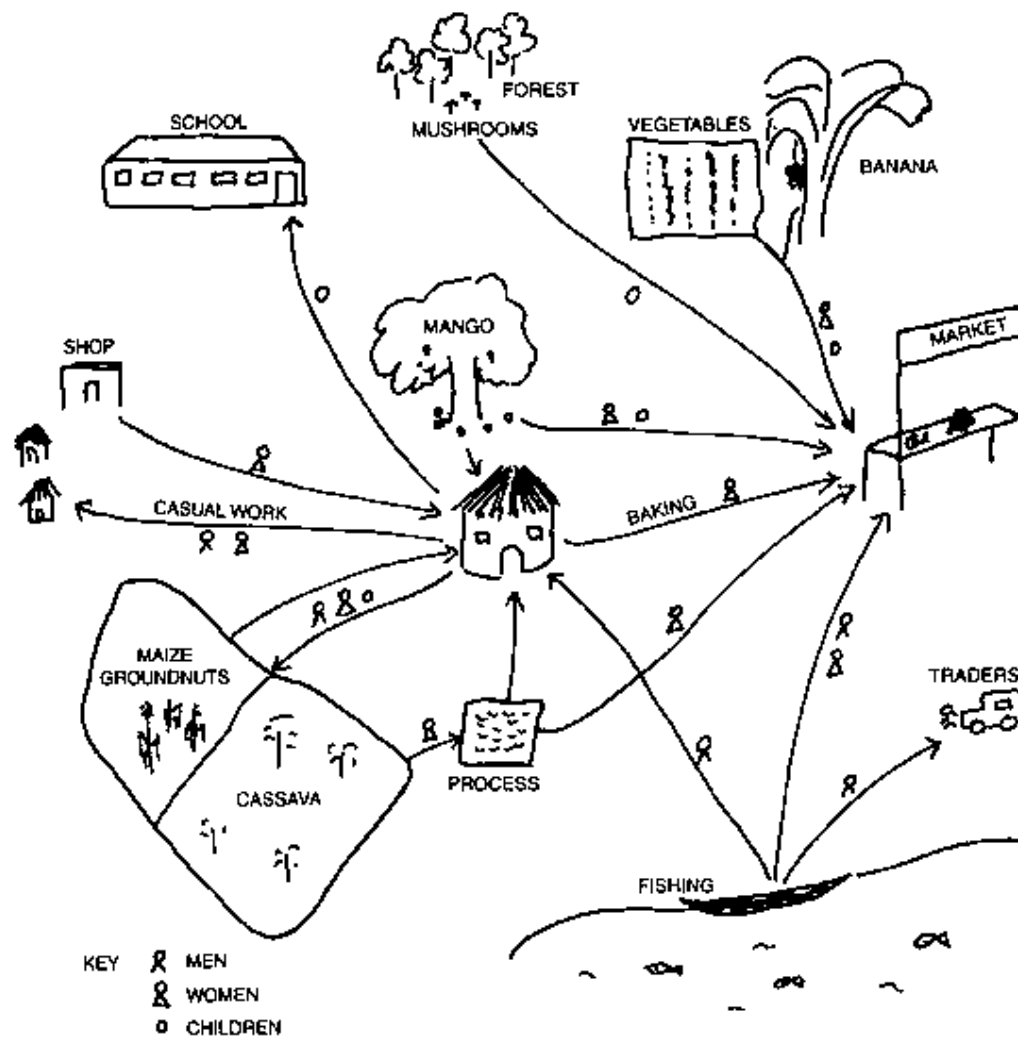 FOREST
MUSHROOMS
SCHOOL
VEGETABLES
BANANA
MANGO
MARKET
SHOP
CASUAL WORK
BAKING
MAIZE
GROUNDNUTS
TRADERS
PROCESS
CASSAVA
FISHING
KEY
MEN
WOMEN
CHILDREN